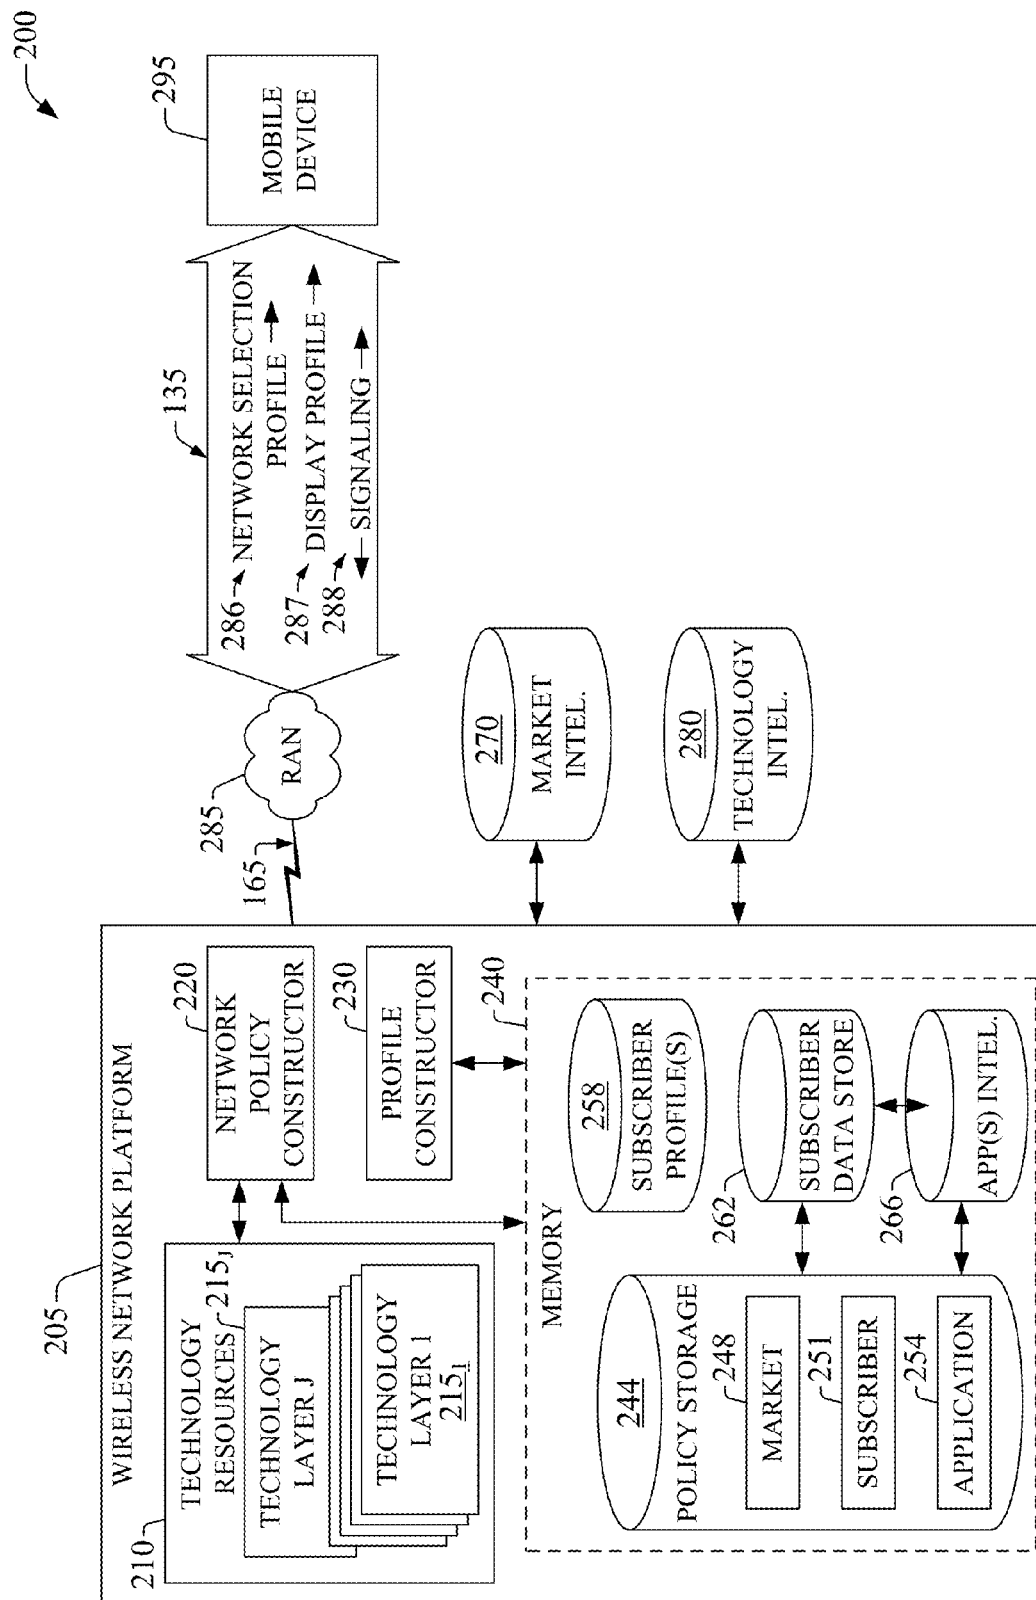 200
205
WIRELESS NETWORK PLATFORM
210
TECHNOLOGY
RESOURCES
215J
TECHNOLOGY
LAYER J
TECHNOLOGY
LAYER 1
2151
220
NETWORK
POLICY
CONSTRUCTOR
230
PROFILE
CONSTRUCTOR
240
MEMORY
244
POLICY STORAGE
248
MARKET
251
SUBSCRIBER
254
APPLICATION
258
SUBSCRIBER
PROFILE(S)
262
SUBSCRIBER
DATA STORE
266
APP(S) INTEL.
165
285
RAN
135
286
NETWORK SELECTION
PROFILE
287
DISPLAY PROFILE
288
SIGNALING
295
MOBILE
DEVICE
270
MARKET
INTEL.
280
TECHNOLOGY
INTEL.